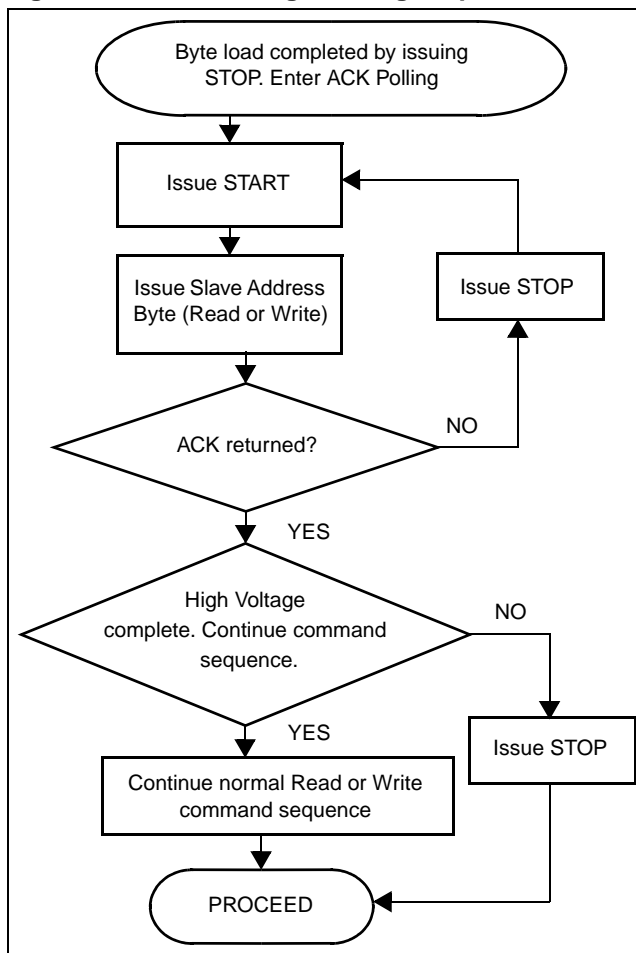 Byte load completed by issuing
STOP. Enter ACK Polling
Issue START
Issue Slave Address
Byte (Read or Write)
Issue STOP
ACK returned?
NO
YES
High Voltage
complete. Continue command
sequence.
NO
YES
Issue STOP
Continue normal Read or Write
command sequence
PROCEED